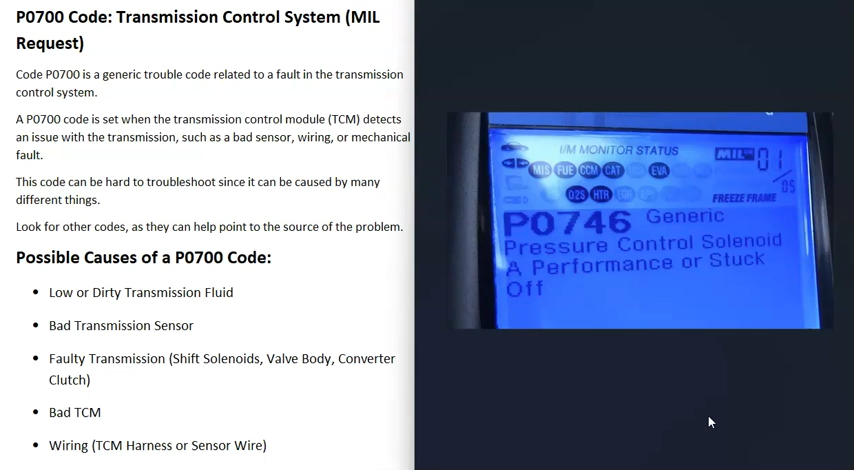 P0700 Code: Transmission Control System (MIL
Request)
Code P0700 is a generic trouble code related to a fault in the transmission
control system.
A P0700 code is set when the transmission control module (TCM) detects
an issue with the transmission, such as a bad sensor, wiring, or mechanical
fault.
This code can be hard to troubleshoot since it can be caused by many
different things.
Look for other codes, as they can help point to the source of the problem.
Possible Causes of a P0700 Code:
• Low or Dirty Transmission Fluid
• Bad Transmission Sensor
• Faulty Transmission (Shift Solenoids, Valve Body, Converter
Clutch)
• Bad TCM
• Wiring (TCM Harness or Sensor Wire)
I/M MONITOR STATUS
MIL 01
MIS FUE CCM CAT EVA
/05
O2S HTR
FREEZE FRAME
P0746 Generic
Pressure Control Solenoid
A Performance or Stuck
Off